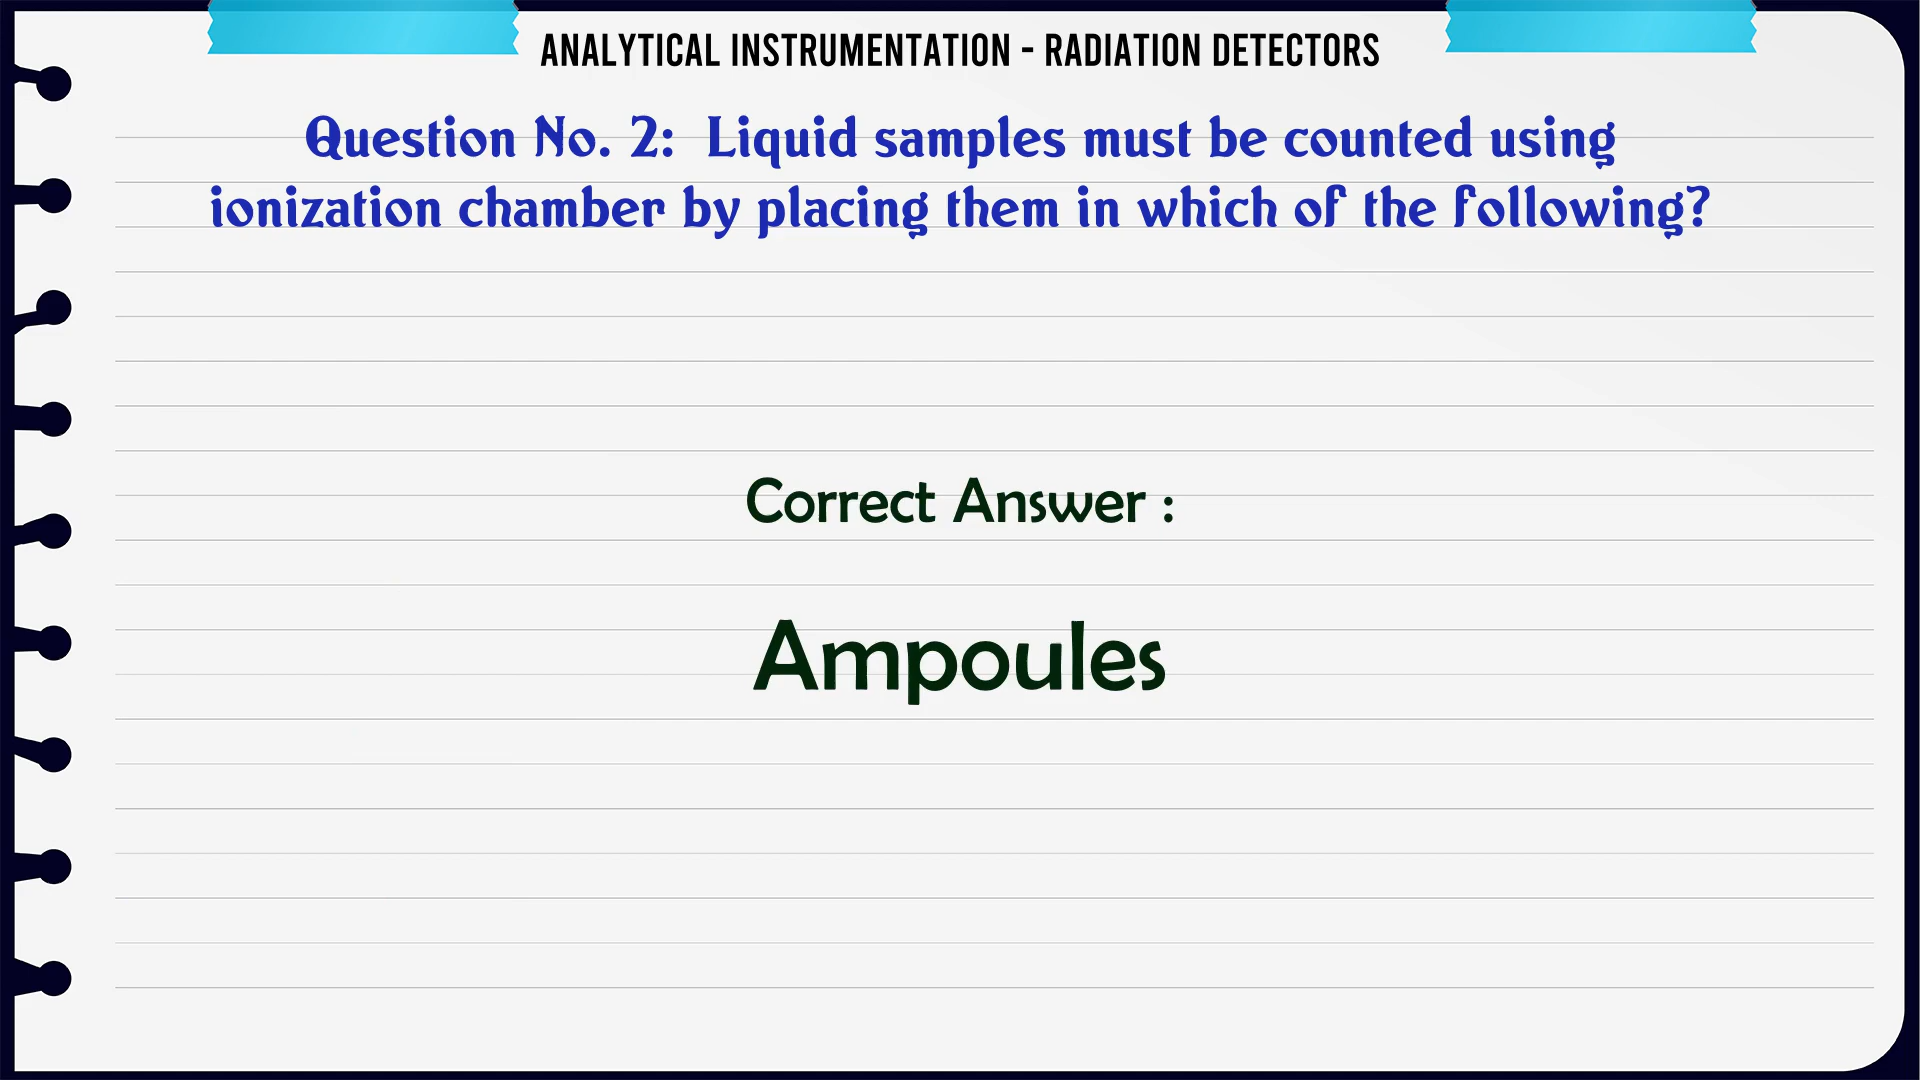 ANALYTICAL INSTRUMENTATION - RADIATION DETECTORS
Question No. 2:  Liquid samples must be counted using
ionization chamber by placing them in which of the following?
Correct Answer :
Ampoules